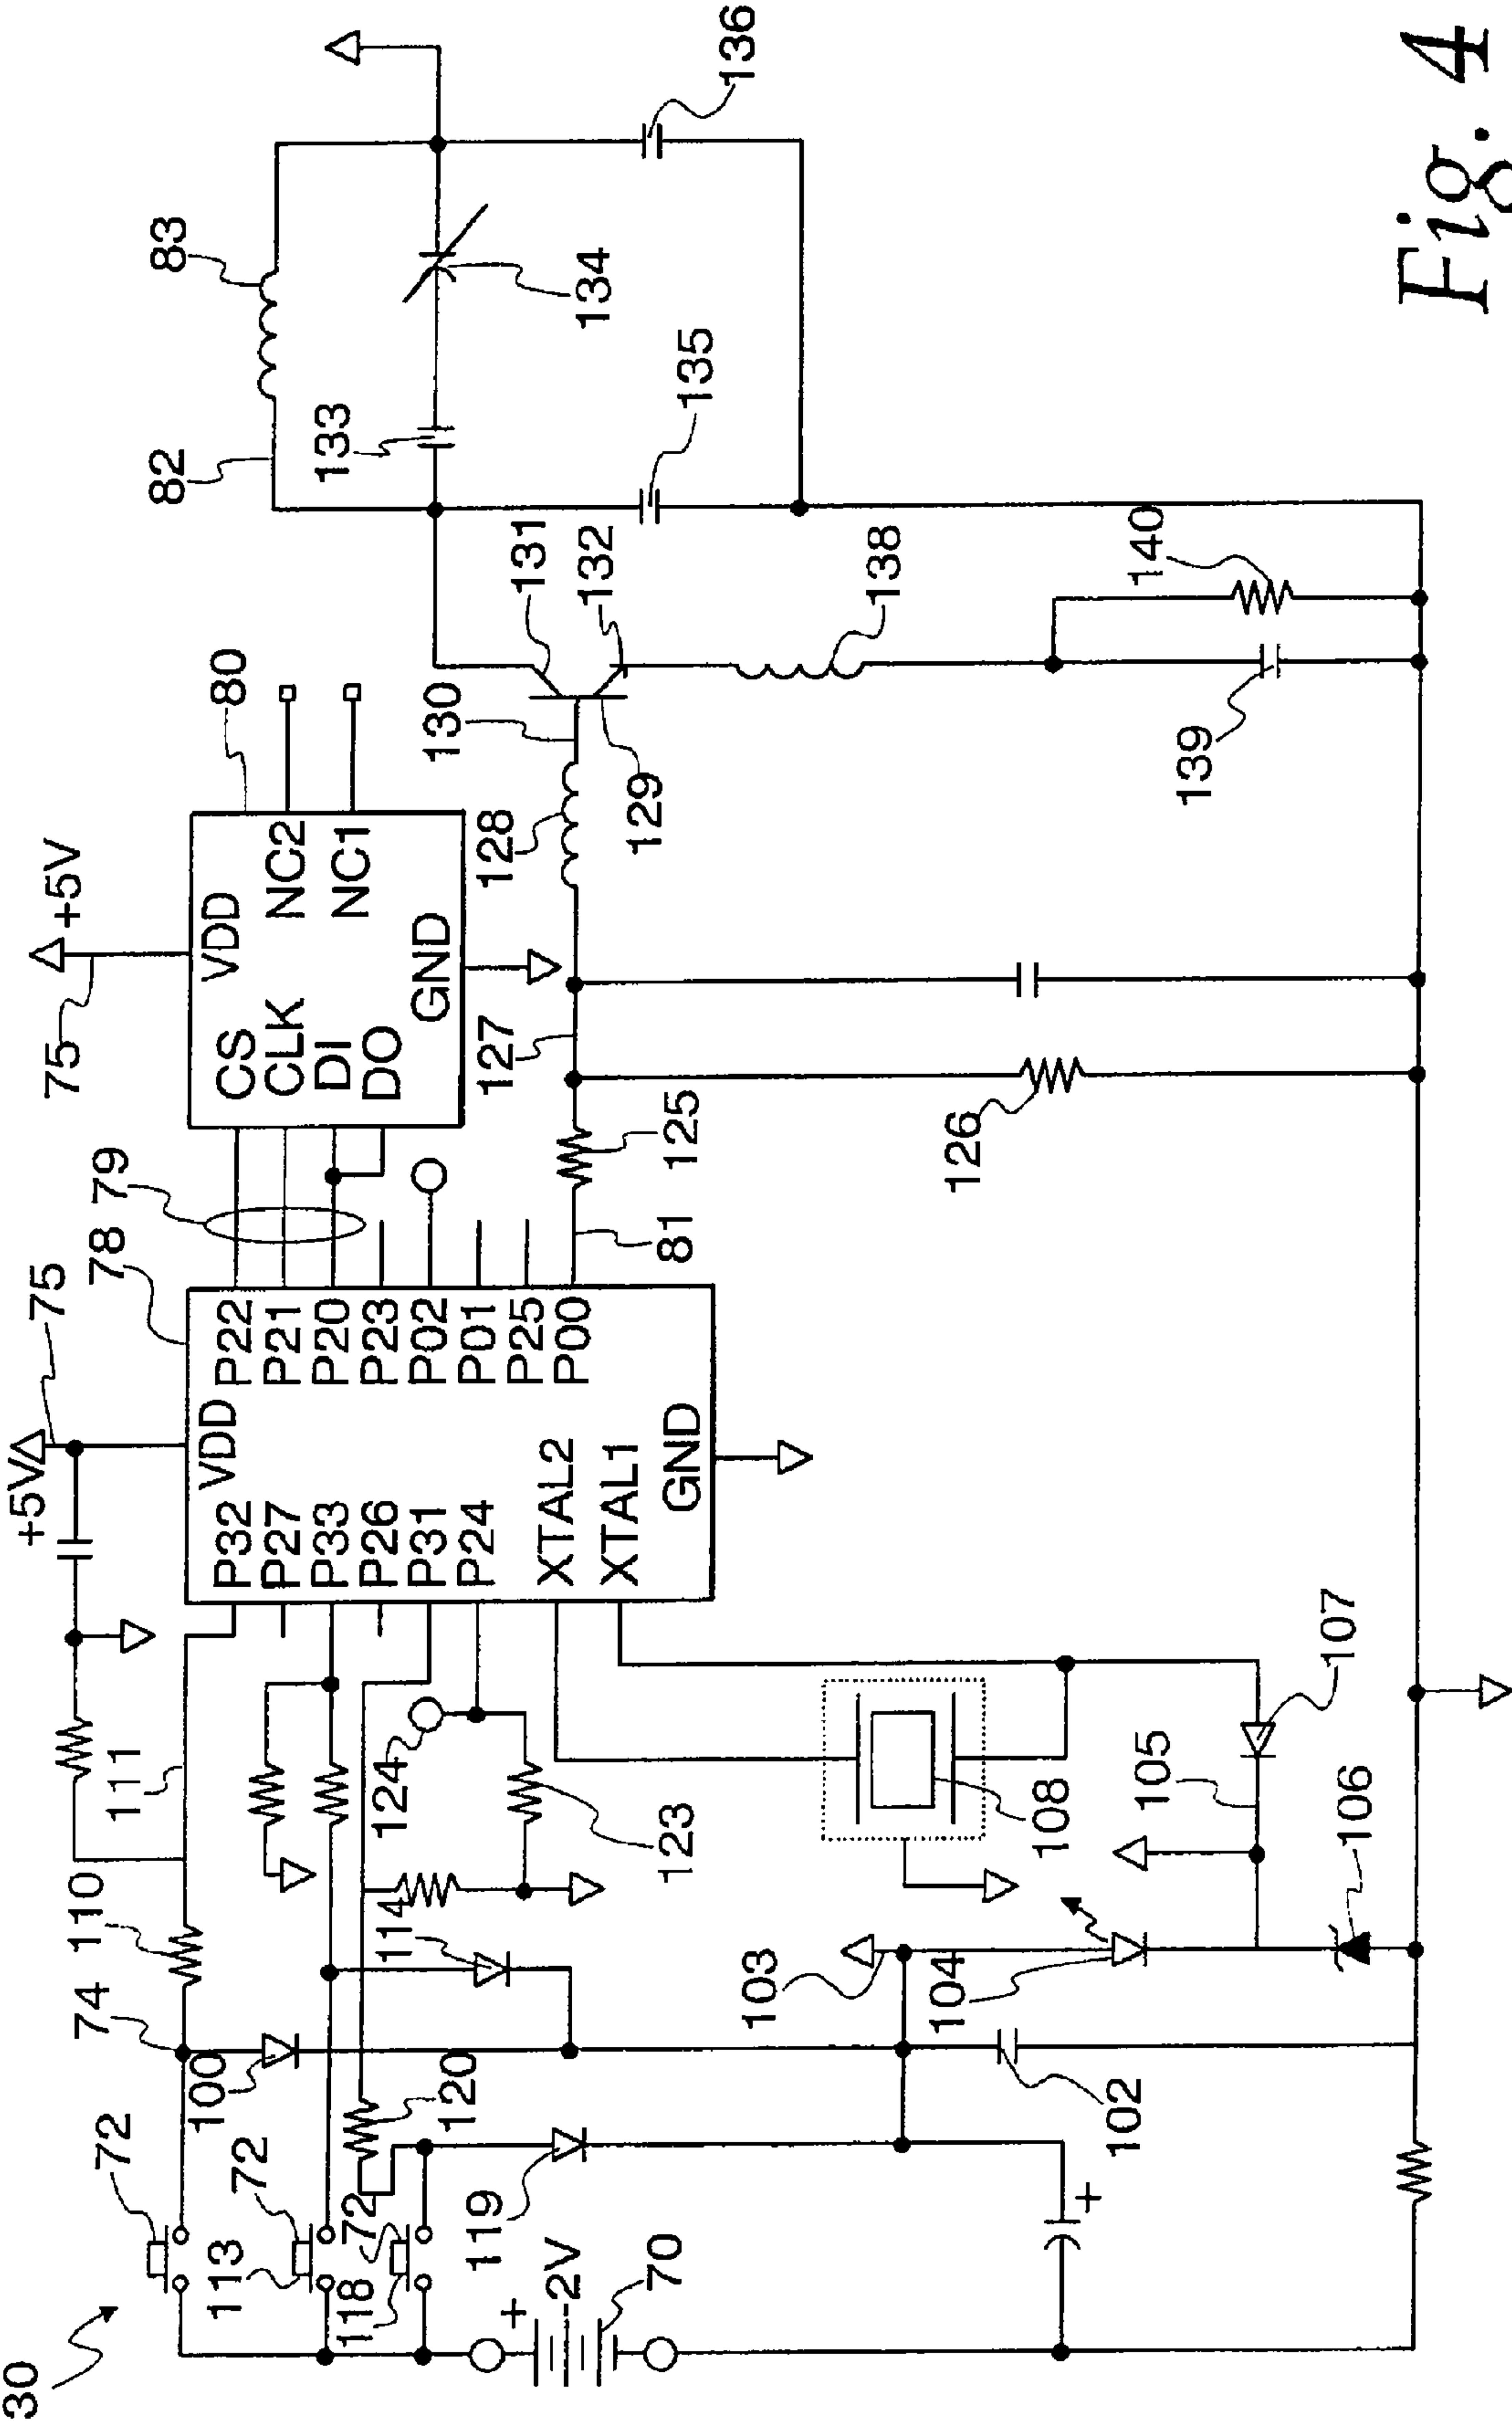 30
72
72
113
72
118
74
100
110
111
114
120
119
-2V
70
+
+
102
103
104
105
106
107
108
123
124
+5V
75
78
VDD
P32
P27
P33
P26
P31
P24
XTAL2
XTAL1
GND
P22
P21
P20
P23
P02
P01
P25
P00
79
81
75
+5V
80
VDD
CS
CLK
DI
DO
GND
NC2
NC1
125
126
127
128
129
130
131
132
133
134
135
136
138
139
140
82
83
Fig. 4